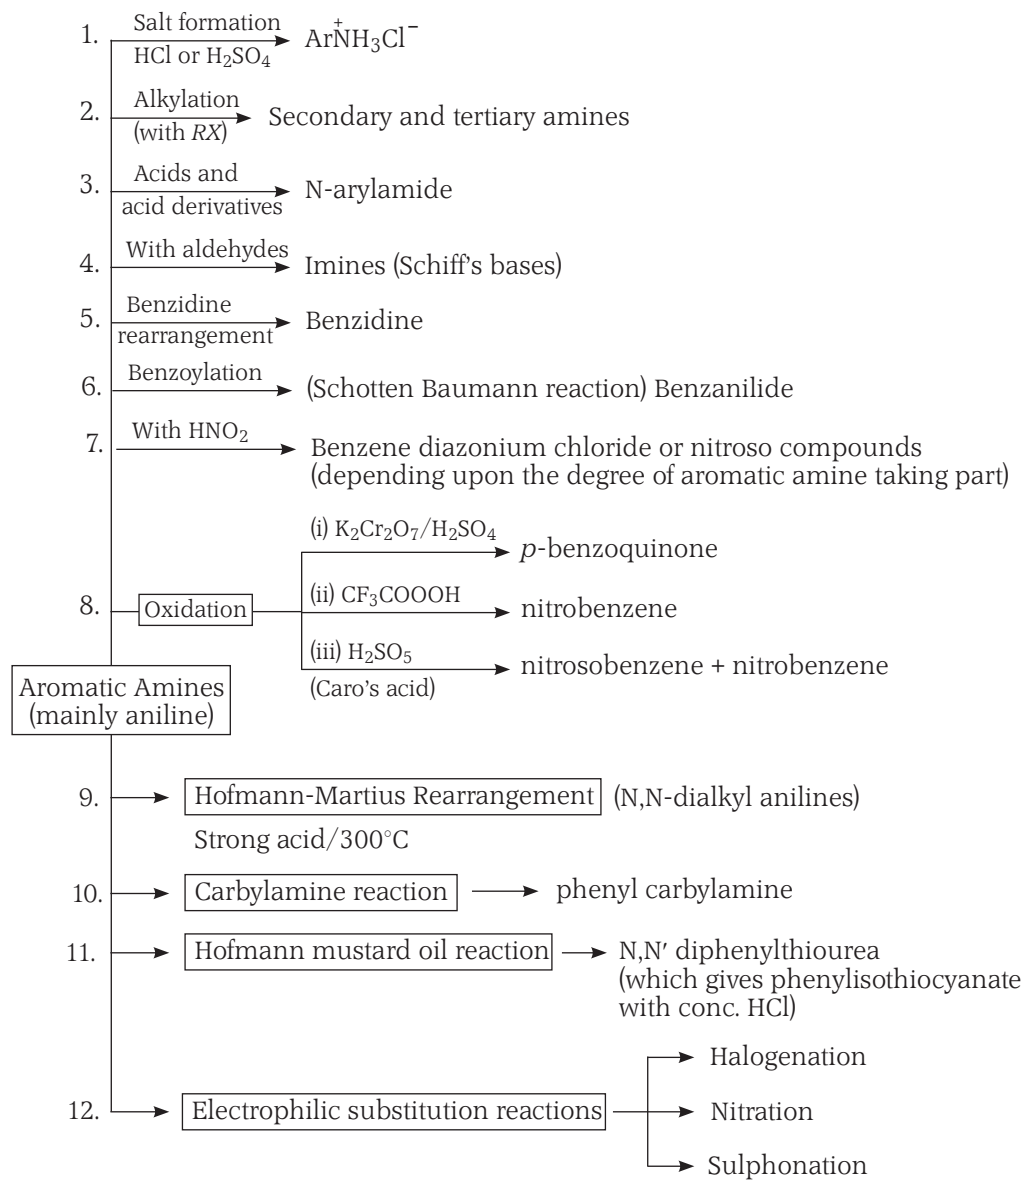 1. Salt formation
HCl or H₂SO₄
ArN⁺H₃Cl⁻
2. Alkylation
(with RX)
Secondary and tertiary amines
3. Acids and
acid derivatives
N-arylamide
4. With aldehydes
Imines (Schiff's bases)
5. Benzidine
rearrangement
Benzidine
6. Benzoylation
(Schotten Baumann reaction) Benzanilide
7. With HNO₂
Benzene diazonium chloride or nitroso compounds
(depending upon the degree of aromatic amine taking part)
8. Oxidation
(i) K₂Cr₂O₇/H₂SO₄
p-benzoquinone
(ii) CF₃COOOH
nitrobenzene
(iii) H₂SO₅
(Caro's acid)
nitrosobenzene + nitrobenzene
Aromatic Amines
(mainly aniline)
9. Hofmann-Martius Rearrangement (N,N-dialkyl anilines)
Strong acid/300°C
10. Carbylamine reaction phenyl carbylamine
11. Hofmann mustard oil reaction N,N′ diphenylthiourea
(which gives phenylisothiocyanate
with conc. HCl)
12. Electrophilic substitution reactions
Halogenation
Nitration
Sulphonation